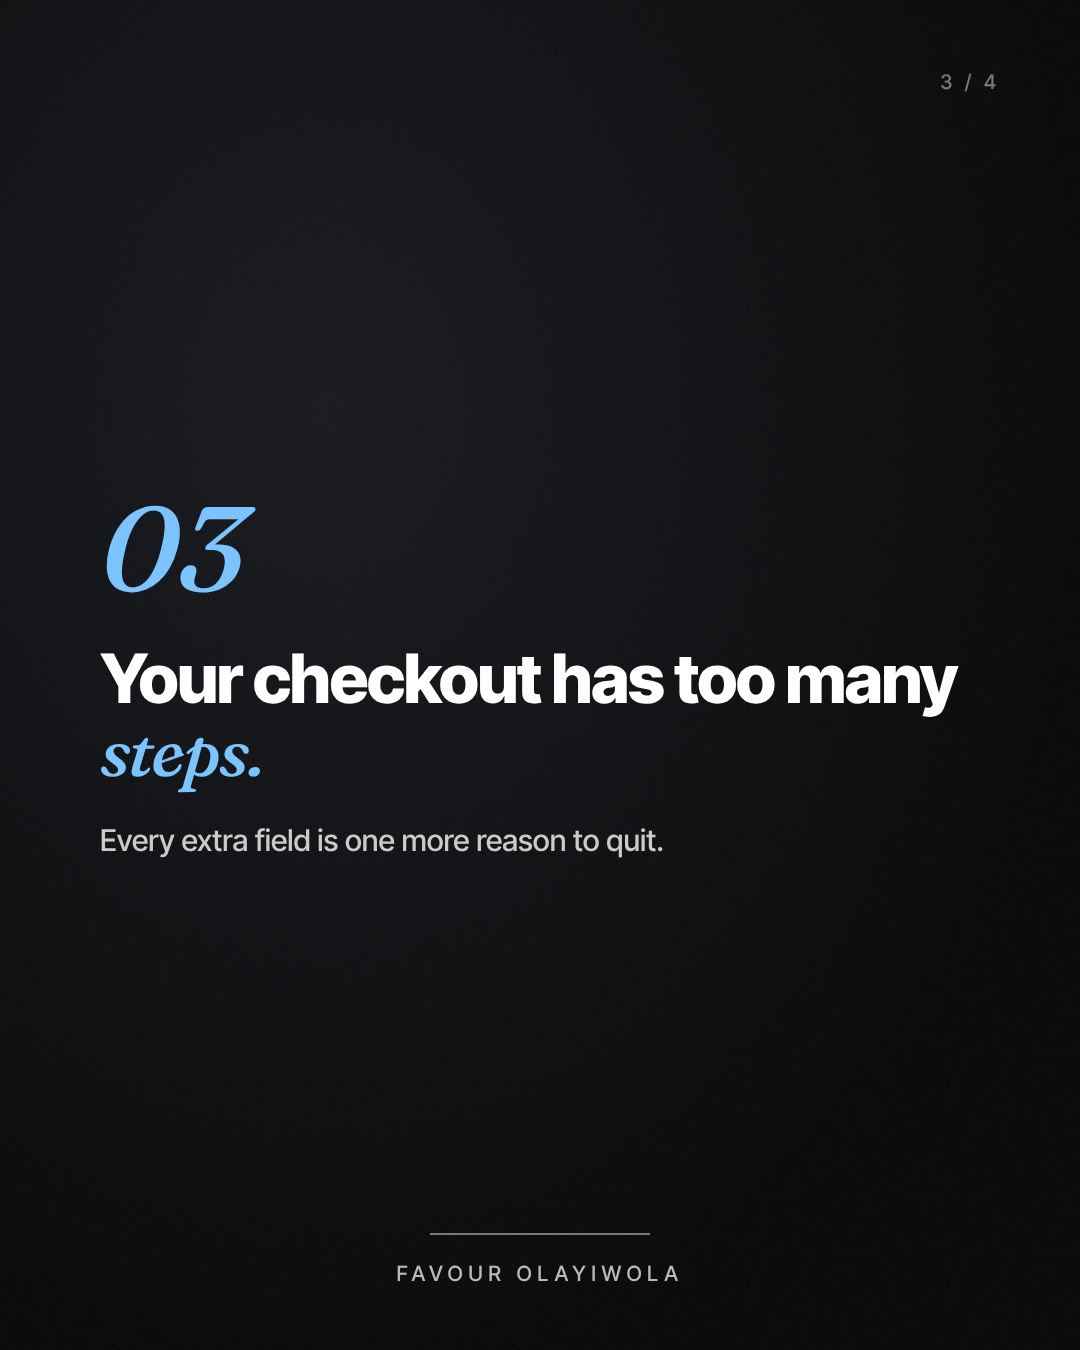 3 / 4
03
Your checkout has too many
steps.
Every extra field is one more reason to quit.
FAVOUR OLAYIWOLA